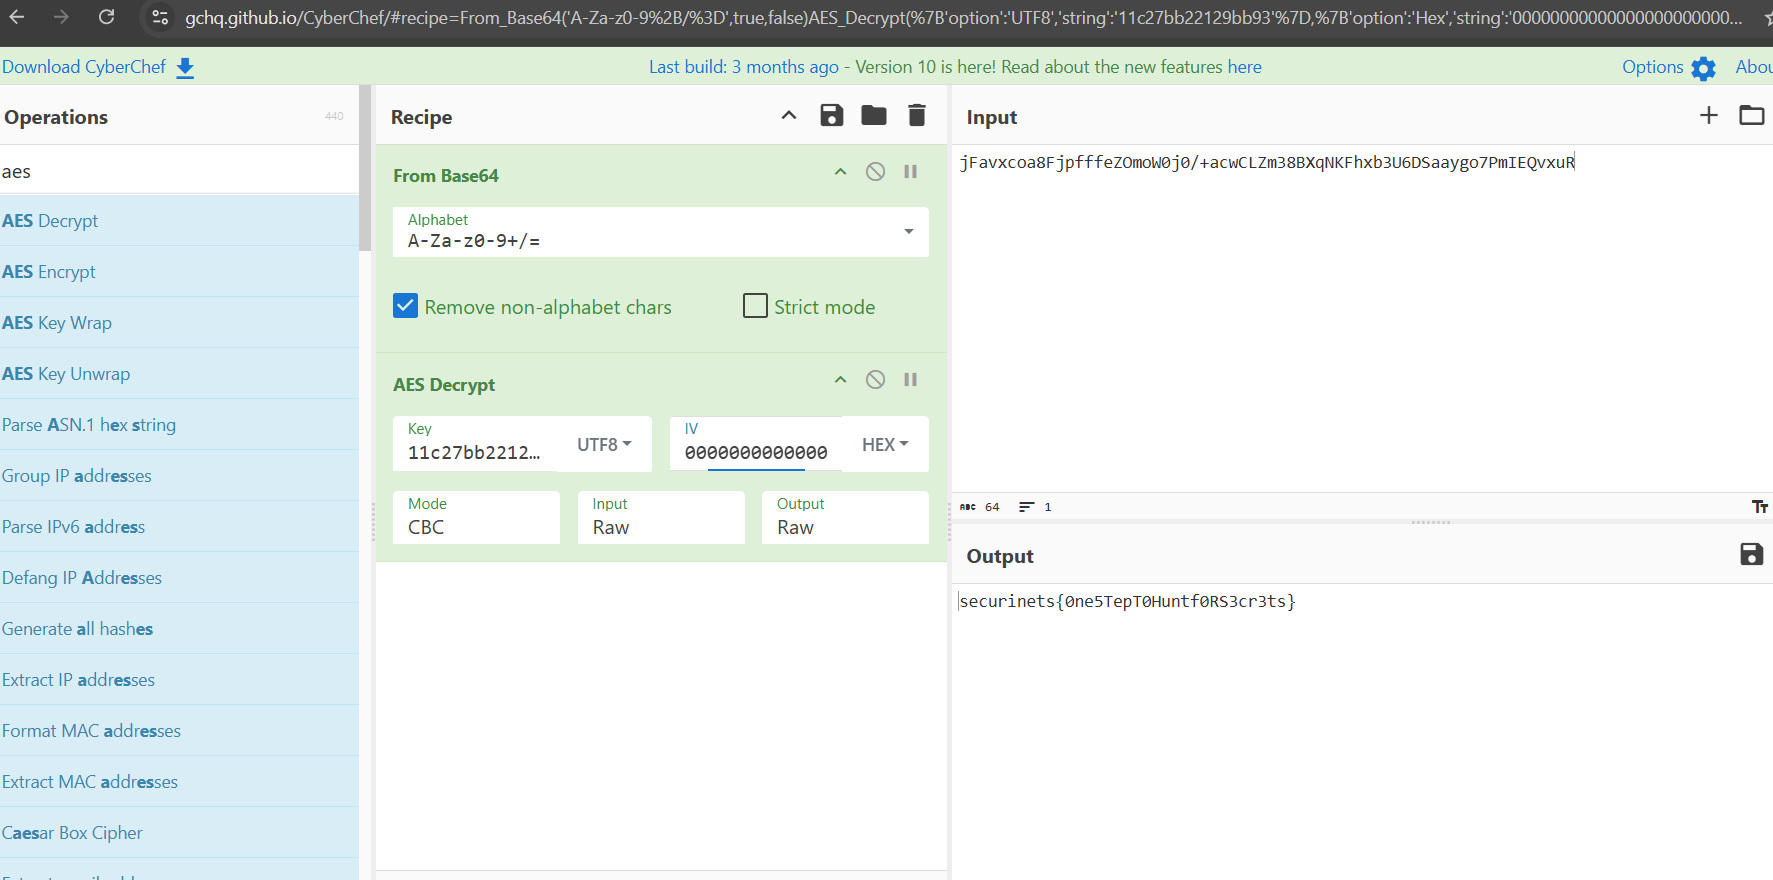 gchq.github.io/CyberChef/#recipe=From_Base64('A-Za-z0-9%2B/%3D',true,false)AES_Decrypt(%7B'option':'UTF8','string':'11c27bb22129bb93'%7D,%7B'option':'Hex','string':'00000000000000000000000...
Download CyberChef
Last build: 3 months ago - Version 10 is here! Read about the new features here
Options
Abou
Operations
440
aes
AES Decrypt
AES Encrypt
AES Key Wrap
AES Key Unwrap
Parse ASN.1 hex string
Group IP addresses
Parse IPv6 address
Defang IP Addresses
Generate all hashes
Extract IP addresses
Format MAC addresses
Extract MAC addresses
Caesar Box Cipher
Recipe
From Base64
Alphabet
A-Za-z0-9+/=
Remove non-alphabet chars
Strict mode
AES Decrypt
Key
11c27bb2212...
UTF8
IV
0000000000000
HEX
Mode
CBC
Input
Raw
Output
Raw
Input
jFavxcoa8FjpfffeZOmoW0j0/+acwCLZm38BXqNKFhxb3U6DSaaygo7PmIEQvxuR
ABC 64
1
Output
securinets{0ne5TepT0Huntf0RS3cr3ts}